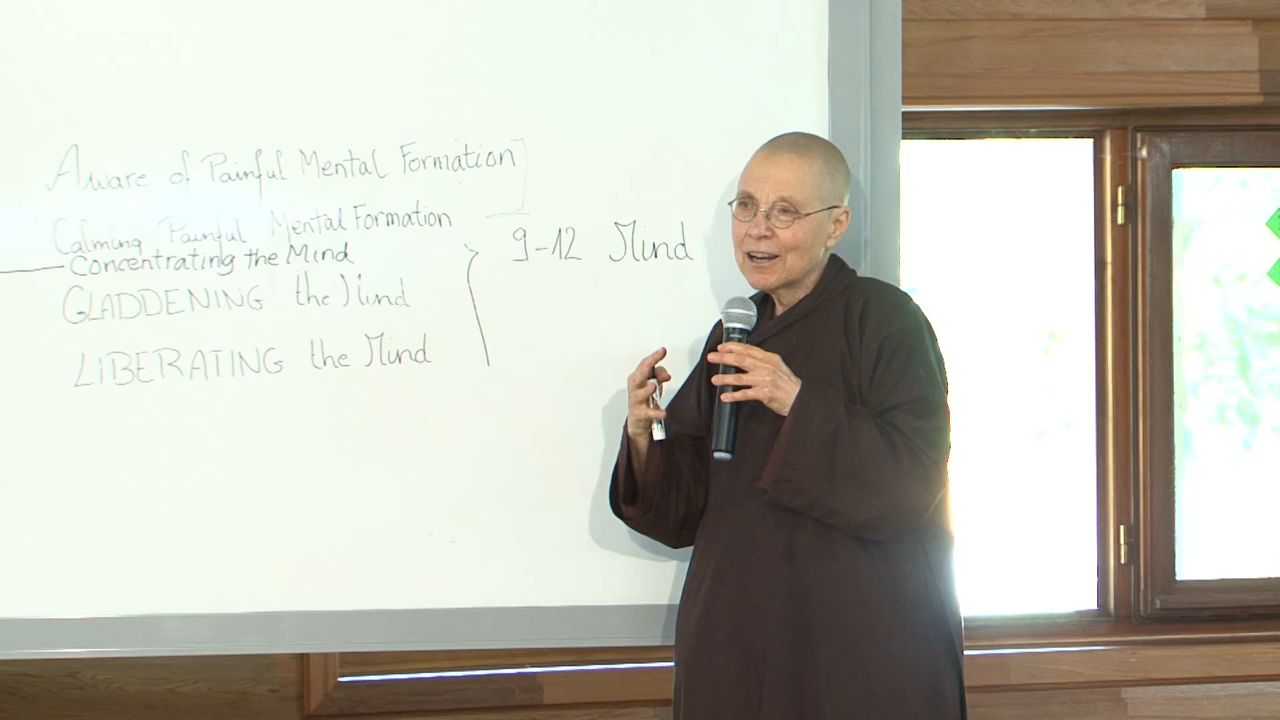 Aware of Painful Mental Formation
Calming Painful Mental Formation
Concentrating the Mind
GLADDENING the Mind
LIBERATING the Mind
9-12 Mind